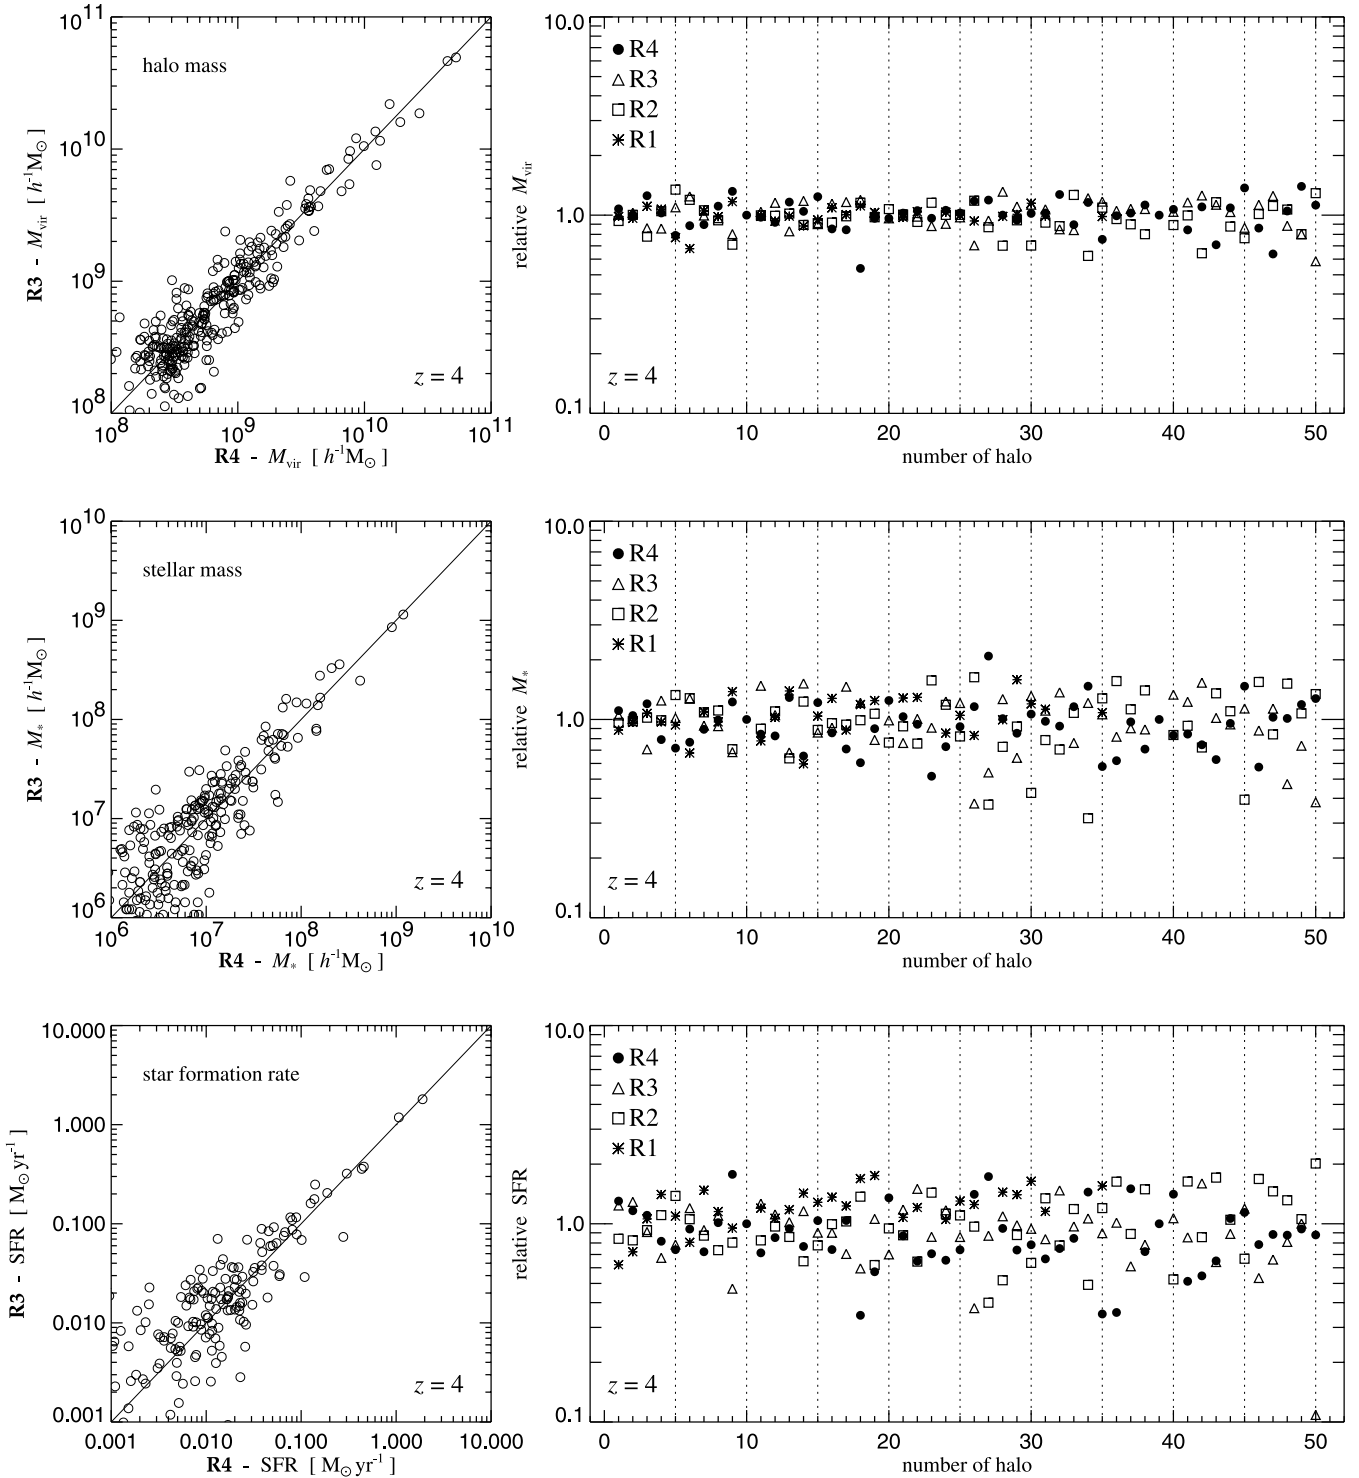 10^11
10^10
10^9
10^8
R3 - M_vir [ h^-1 M_⊙ ]
halo mass
z = 4
10^8 10^9 10^10 10^11
R4 - M_vir [ h^-1 M_⊙ ]
10.0
1.0
0.1
relative M_vir
R4
R3
R2
R1
z = 4
0 10 20 30 40 50
number of halo
10^10
10^9
10^8
10^7
10^6
R3 - M_* [ h^-1 M_⊙ ]
stellar mass
z = 4
10^6 10^7 10^8 10^9 10^10
R4 - M_* [ h^-1 M_⊙ ]
10.0
1.0
0.1
relative M_*
R4
R3
R2
R1
z = 4
0 10 20 30 40 50
number of halo
10.000
1.000
0.100
0.010
0.001
R3 - SFR [ M_⊙ yr^-1 ]
star formation rate
z = 4
0.001 0.010 0.100 1.000 10.000
R4 - SFR [ M_⊙ yr^-1 ]
10.0
1.0
0.1
relative SFR
R4
R3
R2
R1
z = 4
0 10 20 30 40 50
number of halo